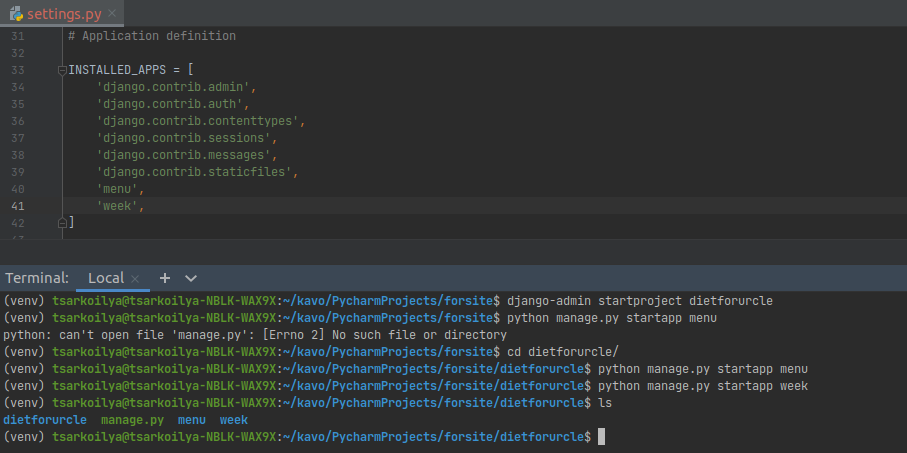 settings.py
31 # Application definition
32
33 INSTALLED_APPS = [
34 'django.contrib.admin',
35 'django.contrib.auth',
36 'django.contrib.contenttypes',
37 'django.contrib.sessions',
38 'django.contrib.messages',
39 'django.contrib.staticfiles',
40 'menu',
41 'week',
42 ]
43
Terminal: Local × +
(venv) tsarkoilya@tsarkoilya-NBLK-WAX9X:~/kavo/PycharmProjects/forsite$ django-admin startproject dietforurcle
(venv) tsarkoilya@tsarkoilya-NBLK-WAX9X:~/kavo/PycharmProjects/forsite$ python manage.py startapp menu
python: can't open file 'manage.py': [Errno 2] No such file or directory
(venv) tsarkoilya@tsarkoilya-NBLK-WAX9X:~/kavo/PycharmProjects/forsite$ cd dietforurcle/
(venv) tsarkoilya@tsarkoilya-NBLK-WAX9X:~/kavo/PycharmProjects/forsite/dietforurcle$ python manage.py startapp menu
(venv) tsarkoilya@tsarkoilya-NBLK-WAX9X:~/kavo/PycharmProjects/forsite/dietforurcle$ python manage.py startapp week
(venv) tsarkoilya@tsarkoilya-NBLK-WAX9X:~/kavo/PycharmProjects/forsite/dietforurcle$ ls
dietforurcle manage.py menu week
(venv) tsarkoilya@tsarkoilya-NBLK-WAX9X:~/kavo/PycharmProjects/forsite/dietforurcle$